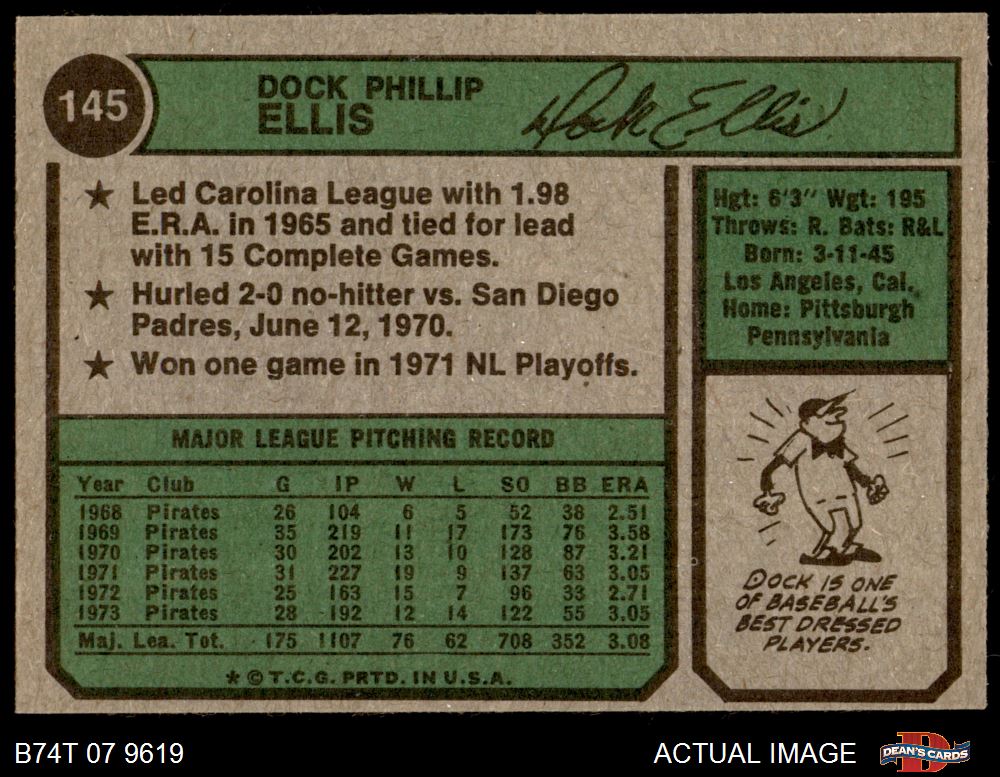 145
DOCK PHILLIP
ELLIS
Dock Ellis
★ Led Carolina League with 1.98
E.R.A. in 1965 and tied for lead
with 15 Complete Games.
★ Hurled 2-0 no-hitter vs. San Diego
Padres, June 12, 1970.
★ Won one game in 1971 NL Playoffs.
Hgt: 6'3" Wgt: 195
Throws: R. Bats: R&L
Born: 3-11-45
Los Angeles, Cal.
Home: Pittsburgh
Pennsylvania
MAJOR LEAGUE PITCHING RECORD
Year Club G IP W L SO BB ERA
1968 Pirates 26 104 6 5 52 38 2.51
1969 Pirates 35 219 11 17 173 76 3.58
1970 Pirates 30 202 13 10 128 87 3.21
1971 Pirates 31 227 19 9 137 63 3.05
1972 Pirates 25 163 15 7 96 33 2.71
1973 Pirates 28 192 12 14 122 55 3.05
Maj. Lea. Tot. 175 1107 76 62 708 352 3.08
★ © T.C.G. PRTD. IN U.S.A.
DOCK IS ONE
OF BASEBALL'S
BEST DRESSED
PLAYERS.
B74T 07 9619
ACTUAL IMAGE
DEAN'S CARDS